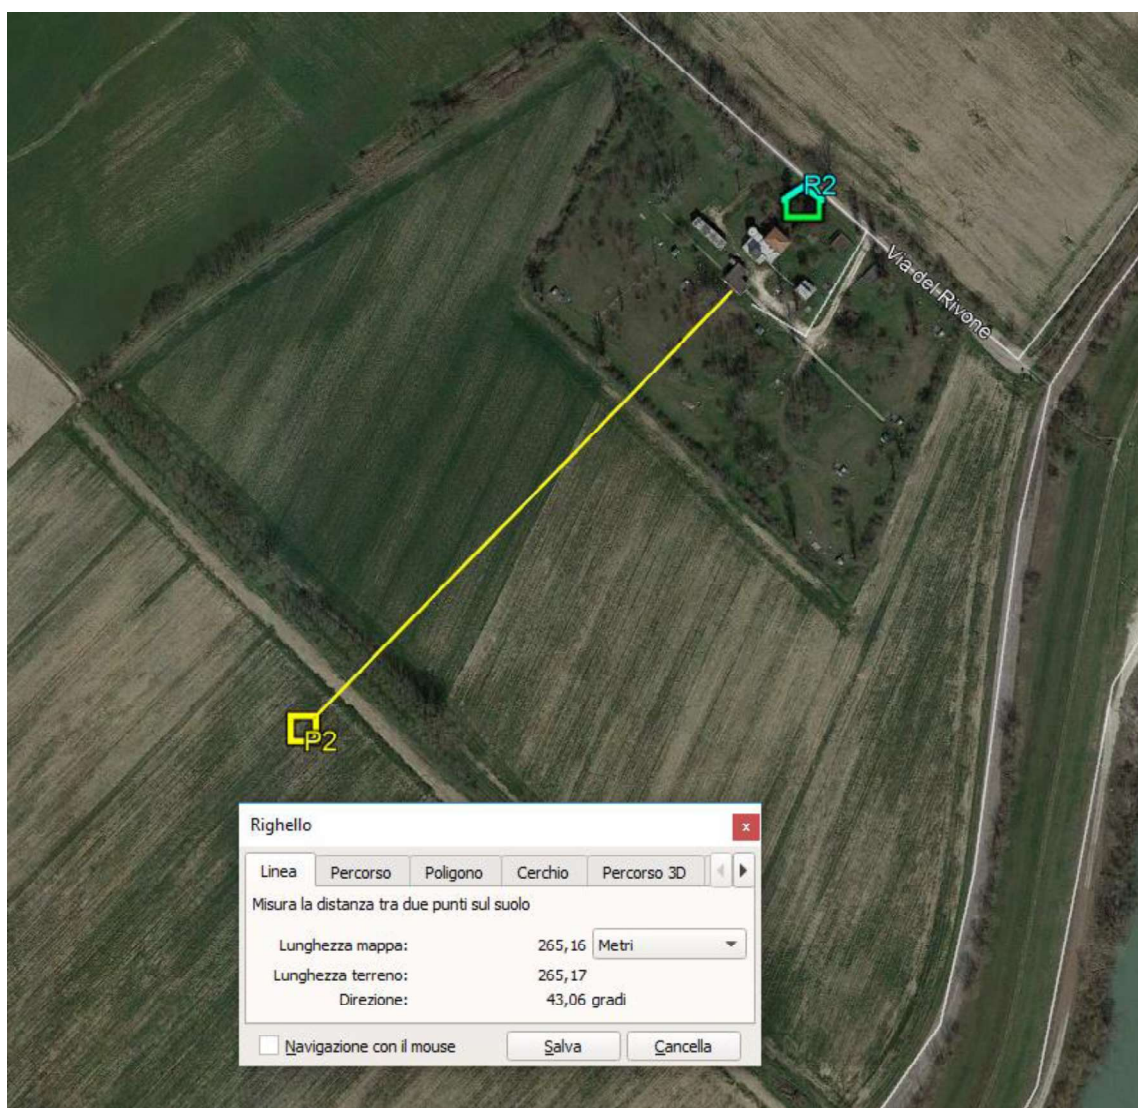 R2
Via del Rivone
P2
Righello
x
Linea Percorso Poligono Cerchio Percorso 3D
Misura la distanza tra due punti sul suolo
Lunghezza mappa: 265,16 Metri
Lunghezza terreno: 265,17
Direzione: 43,06 gradi
Navigazione con il mouse Salva Cancella